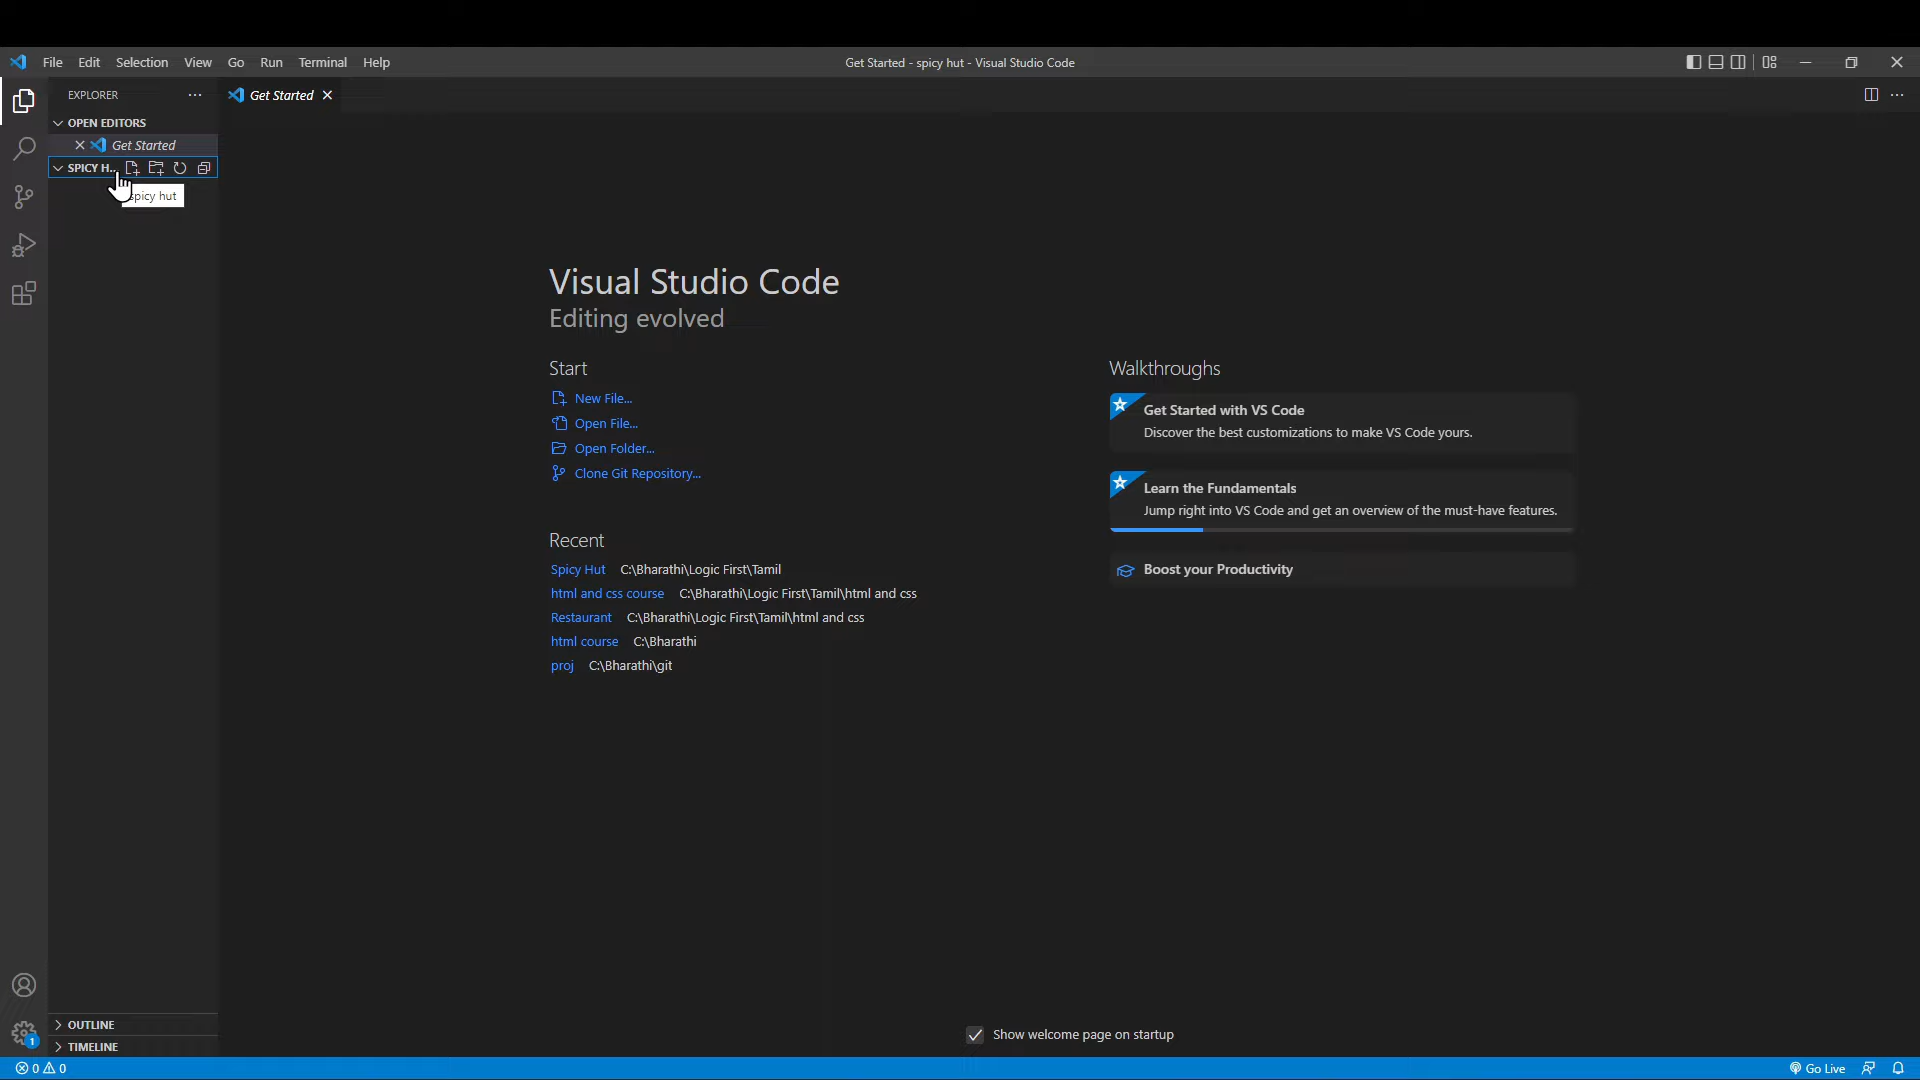 File Edit Selection View Go Run Terminal Help
Get Started - spicy hut - Visual Studio Code
EXPLORER
Get Started
OPEN EDITORS
Get Started
SPICY H...
spicy hut
Visual Studio Code
Editing evolved
Start
New File...
Open File...
Open Folder...
Clone Git Repository...
Recent
Spicy Hut C:\Bharathi\Logic First\Tamil
html and css course C:\Bharathi\Logic First\Tamil\html and css
Restaurant C:\Bharathi\Logic First\Tamil\html and css
html course C:\Bharathi
proj C:\Bharathi\git
Walkthroughs
Get Started with VS Code
Discover the best customizations to make VS Code yours.
Learn the Fundamentals
Jump right into VS Code and get an overview of the must-have features.
Boost your Productivity
Show welcome page on startup
OUTLINE
TIMELINE
1
0 0
Go Live